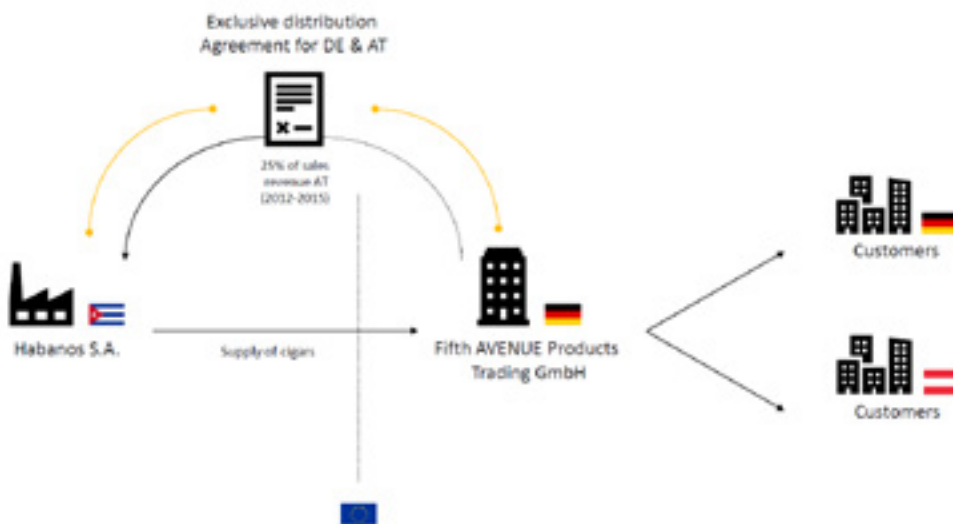 Exclusive distribution
Agreement for DE & AT
25% of sales
revenue AT
(2012-2015)
Customers
Habanos S.A.
Supply of cigars
Fifth AVENUE Products
Trading GmbH
Customers